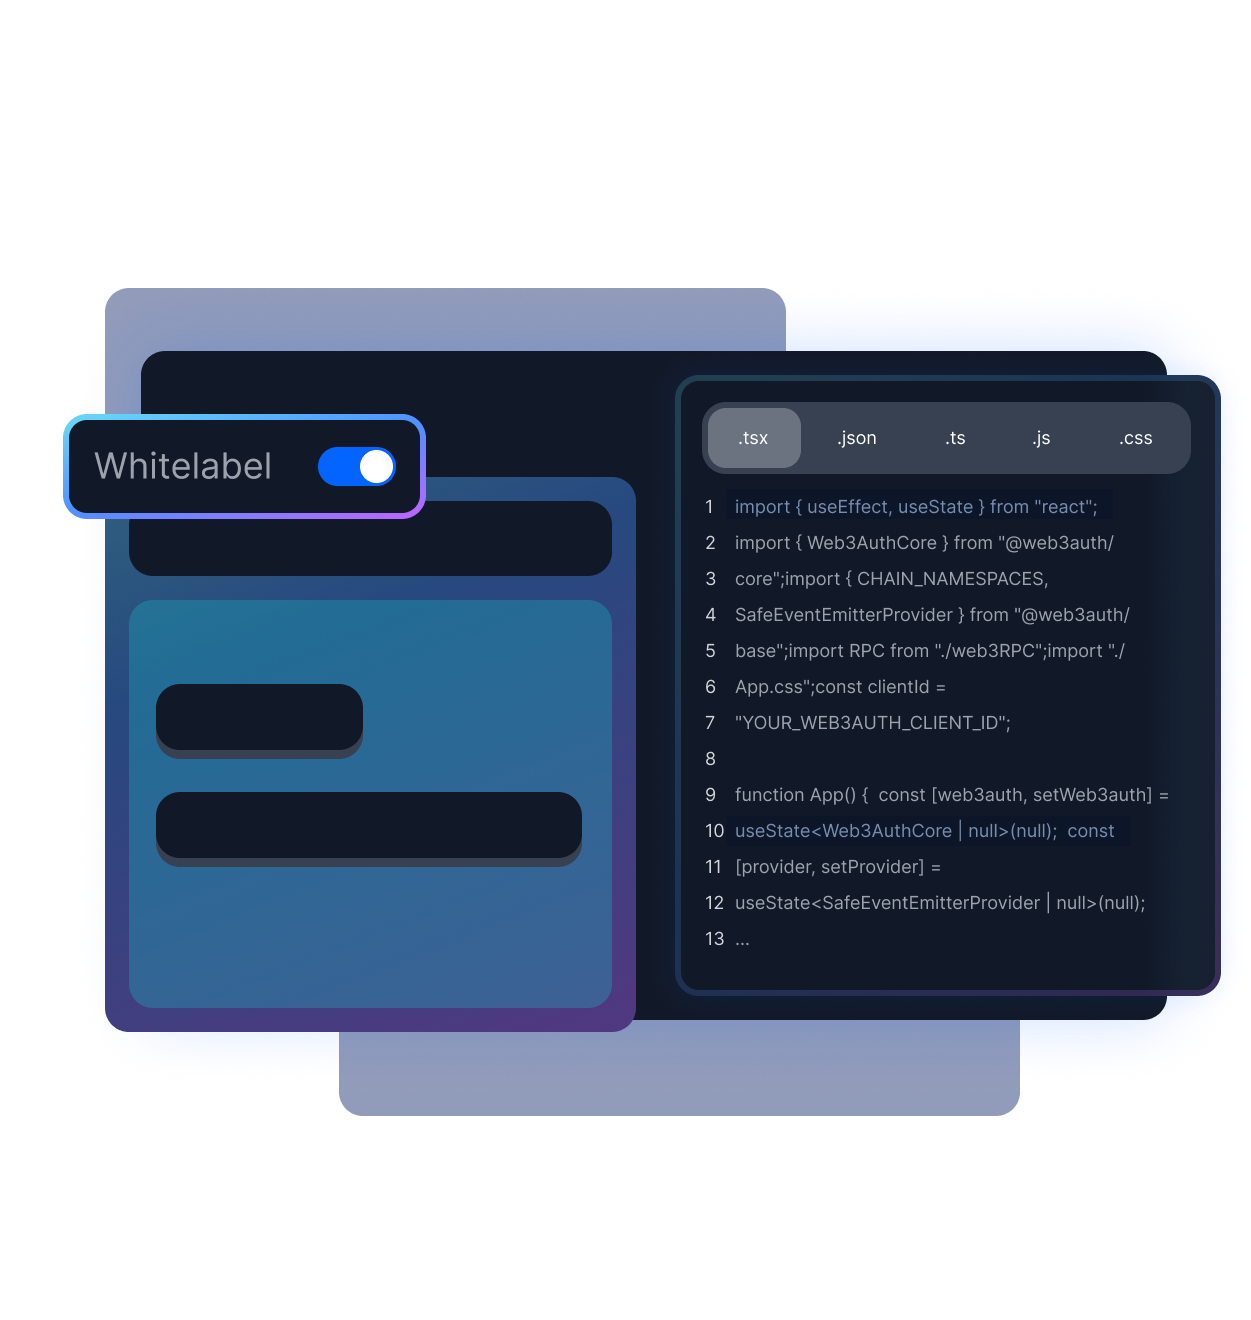 Whitelabel
.tsx .json .ts .js .css
1 import { useEffect, useState } from "react";
2 import { Web3AuthCore } from "@web3auth/
3 core";import { CHAIN_NAMESPACES,
4 SafeEventEmitterProvider } from "@web3auth/
5 base";import RPC from "./web3RPC";import "./
6 App.css";const clientId =
7 "YOUR_WEB3AUTH_CLIENT_ID";
8
9 function App() {  const [web3auth, setWeb3auth] =
10 useState<Web3AuthCore | null>(null);  const
11 [provider, setProvider] =
12 useState<SafeEventEmitterProvider | null>(null);
13 ...